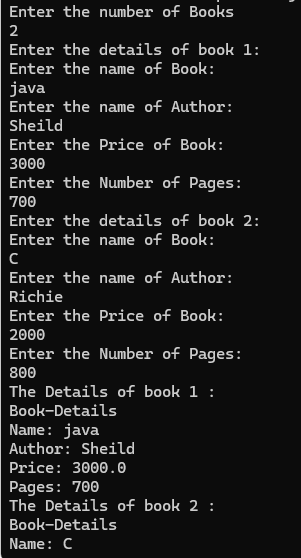 Enter the number of Books
2
Enter the details of book 1:
Enter the name of Book:
java
Enter the name of Author:
Sheild
Enter the Price of Book:
3000
Enter the Number of Pages:
700
Enter the details of book 2:
Enter the name of Book:
C
Enter the name of Author:
Richie
Enter the Price of Book:
2000
Enter the Number of Pages:
800
The Details of book 1 :
Book-Details
Name: java
Author: Sheild
Price: 3000.0
Pages: 700
The Details of book 2 :
Book-Details
Name: C